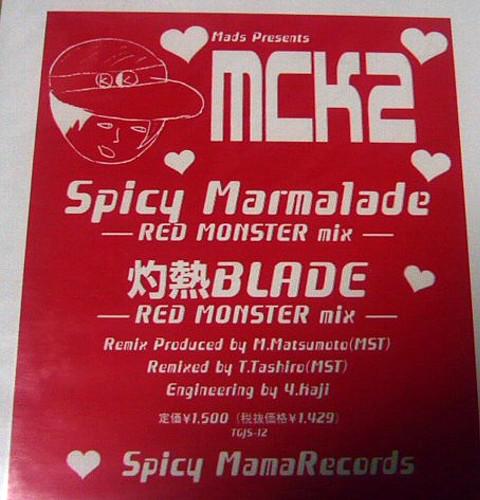 Mads Presents
MCK2
Spicy Marmalade
— RED MONSTER mix —
灼熱BLADE
— RED MONSTER mix —
Remix Produced by M.Matsumoto(MST)
Remixed by T.Tashiro(MST)
Engineering by Y.Kaji
定価¥1,500（税抜価格¥1,429）
TGJS-12
Spicy MamaRecords